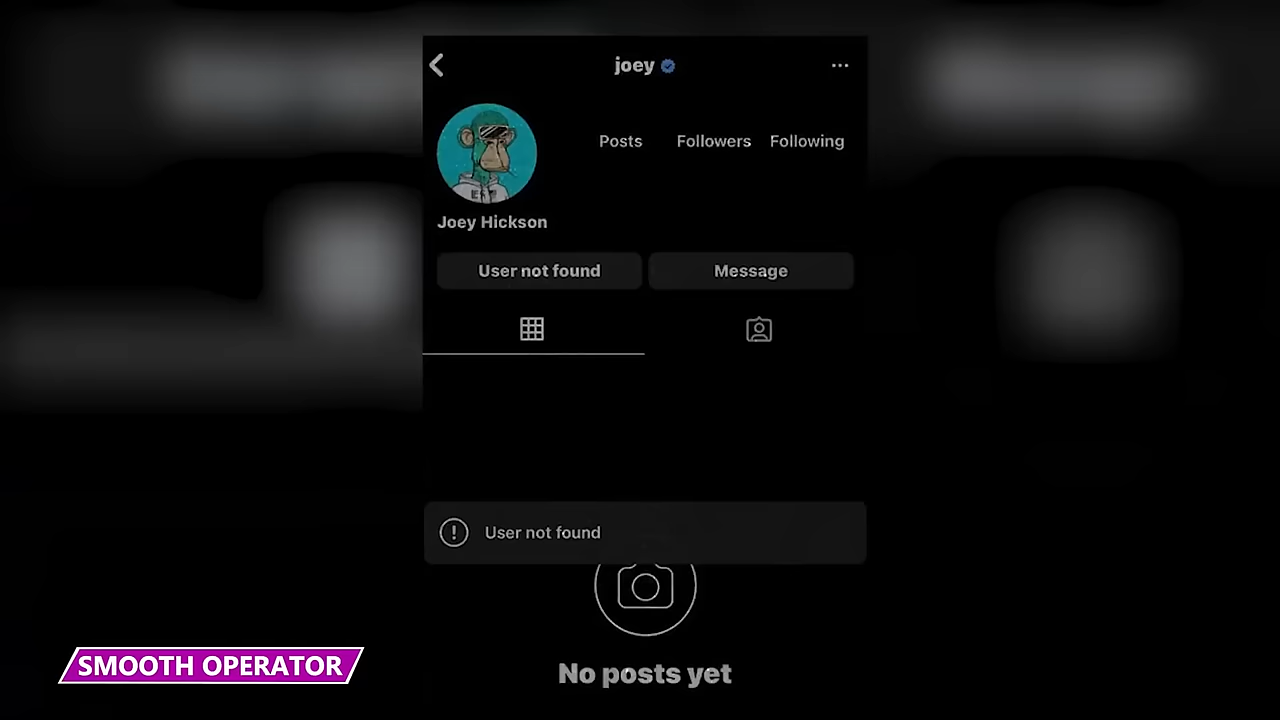 joey
Posts Followers Following
Joey Hickson
User not found Message
User not found
No posts yet
SMOOTH OPERATOR